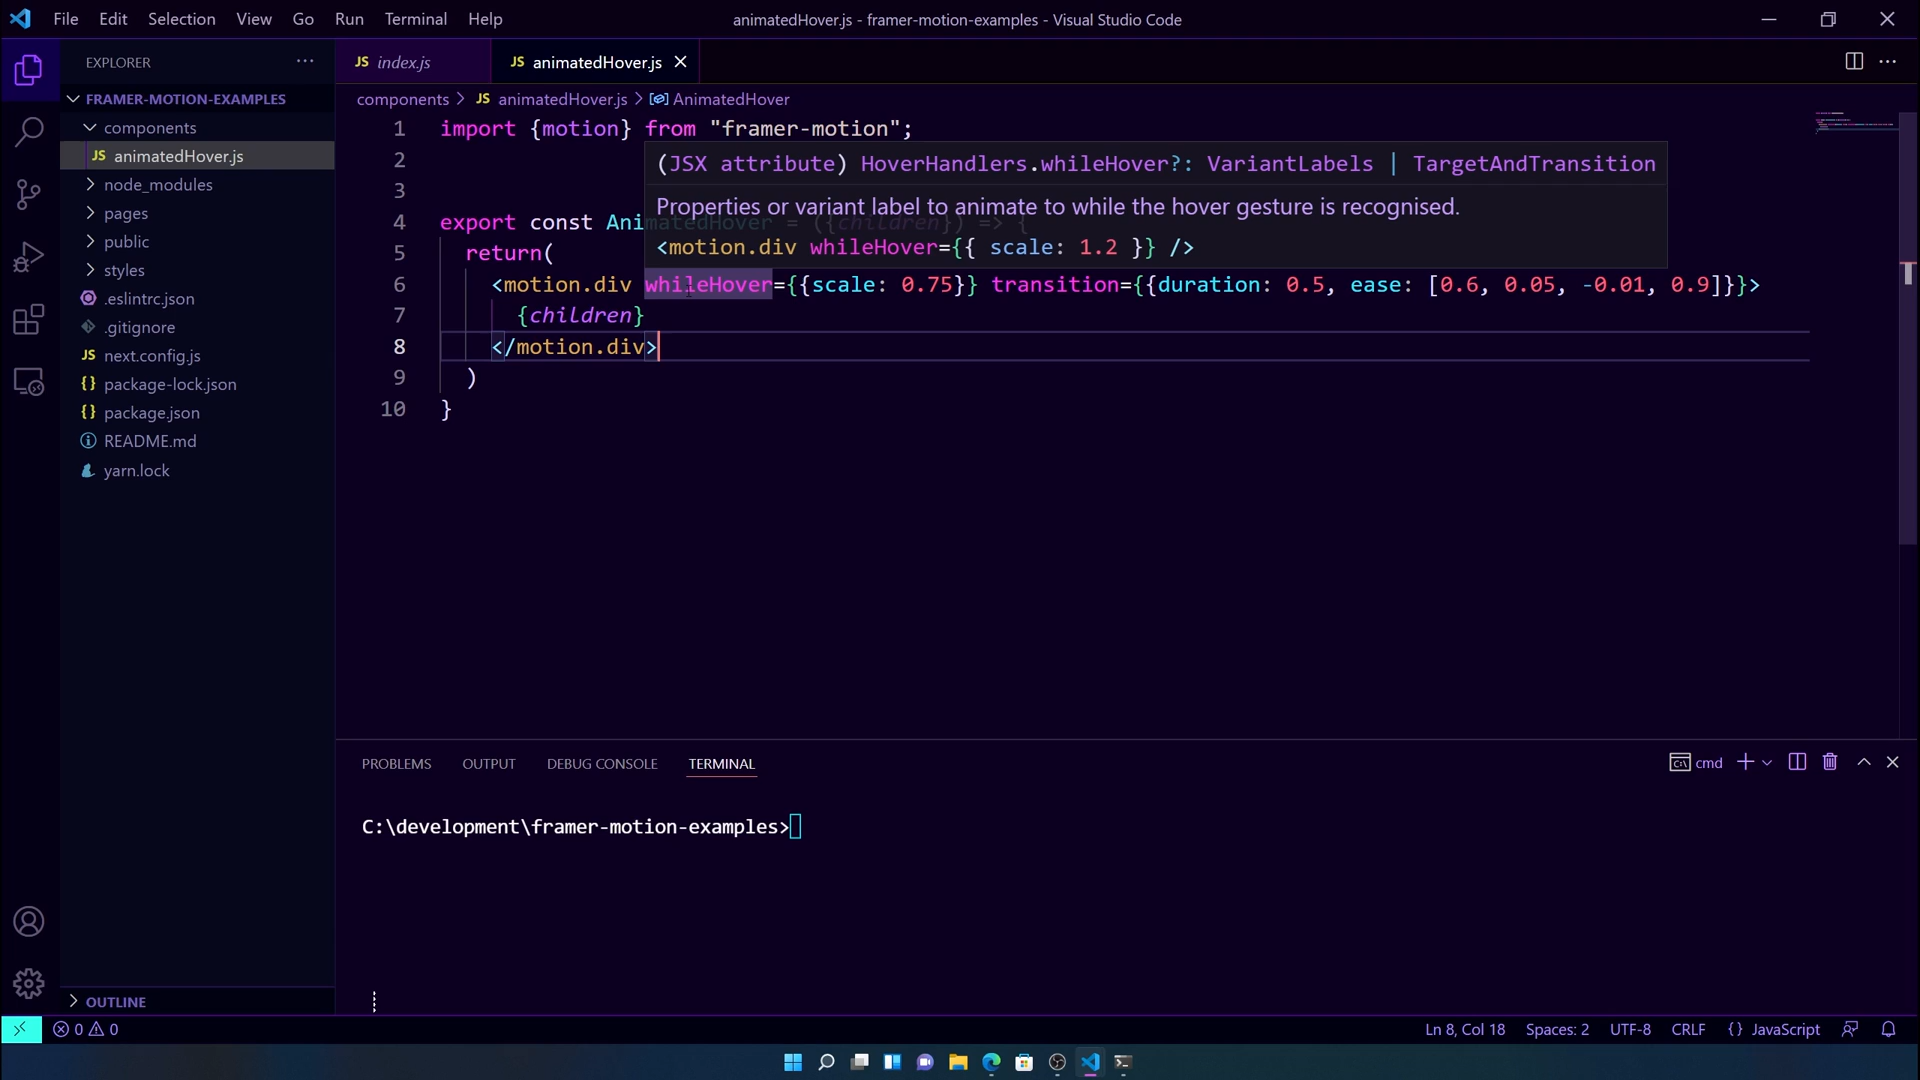 File Edit Selection View Go Run Terminal Help
animatedHover.js - framer-motion-examples - Visual Studio Code
EXPLORER
FRAMER-MOTION-EXAMPLES
components
JS animatedHover.js
node_modules
pages
public
styles
.eslintrc.json
.gitignore
JS next.config.js
{} package-lock.json
{} package.json
README.md
yarn.lock
OUTLINE
JS index.js
JS animatedHover.js
components > JS animatedHover.js > AnimatedHover
1 import {motion} from "framer-motion";
2
3
(JSX attribute) HoverHandlers.whileHover?: VariantLabels | TargetAndTransition
Properties or variant label to animate to while the hover gesture is recognised.
<motion.div whileHover={{ scale: 1.2 }} />
4 export const AnimatedHover = ({children}) => {
5 return(
6 <motion.div whileHover={{scale: 0.75}} transition={{duration: 0.5, ease: [0.6, 0.05, -0.01, 0.9]}}>
7 {children}
8 </motion.div>
9 )
10 }
PROBLEMS OUTPUT DEBUG CONSOLE TERMINAL
cmd
C:\development\framer-motion-examples>
0 0
Ln 8, Col 18 Spaces: 2 UTF-8 CRLF {} JavaScript